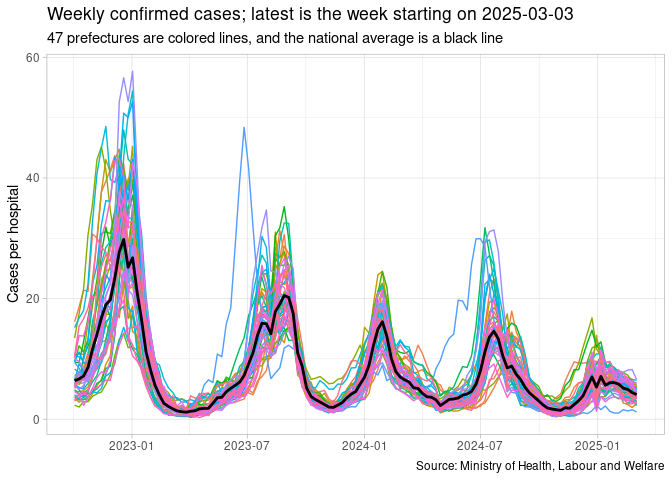 Weekly confirmed cases; latest is the week starting on 2025-03-03
47 prefectures are colored lines, and the national average is a black line
Cases per hospital
60
40
20
0
2023-01 2023-07 2024-01 2024-07 2025-01
Source: Ministry of Health, Labour and Welfare